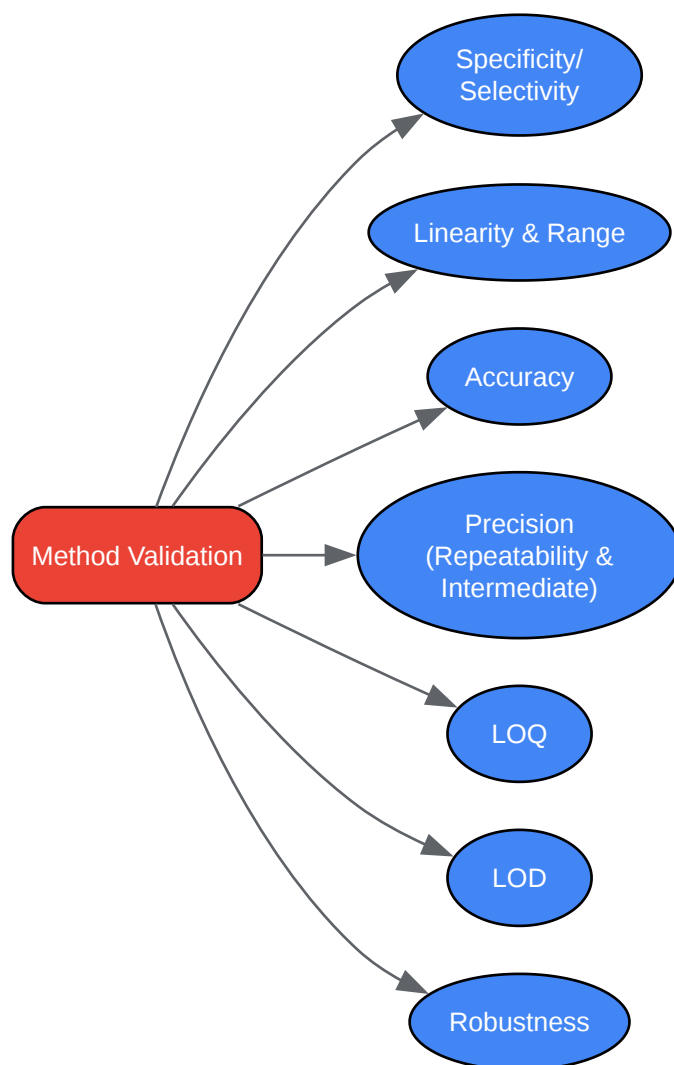 Specificity/
Selectivity
Linearity & Range
Accuracy
Method Validation
Precision
(Repeatability &
Intermediate)
LOQ
LOD
Robustness